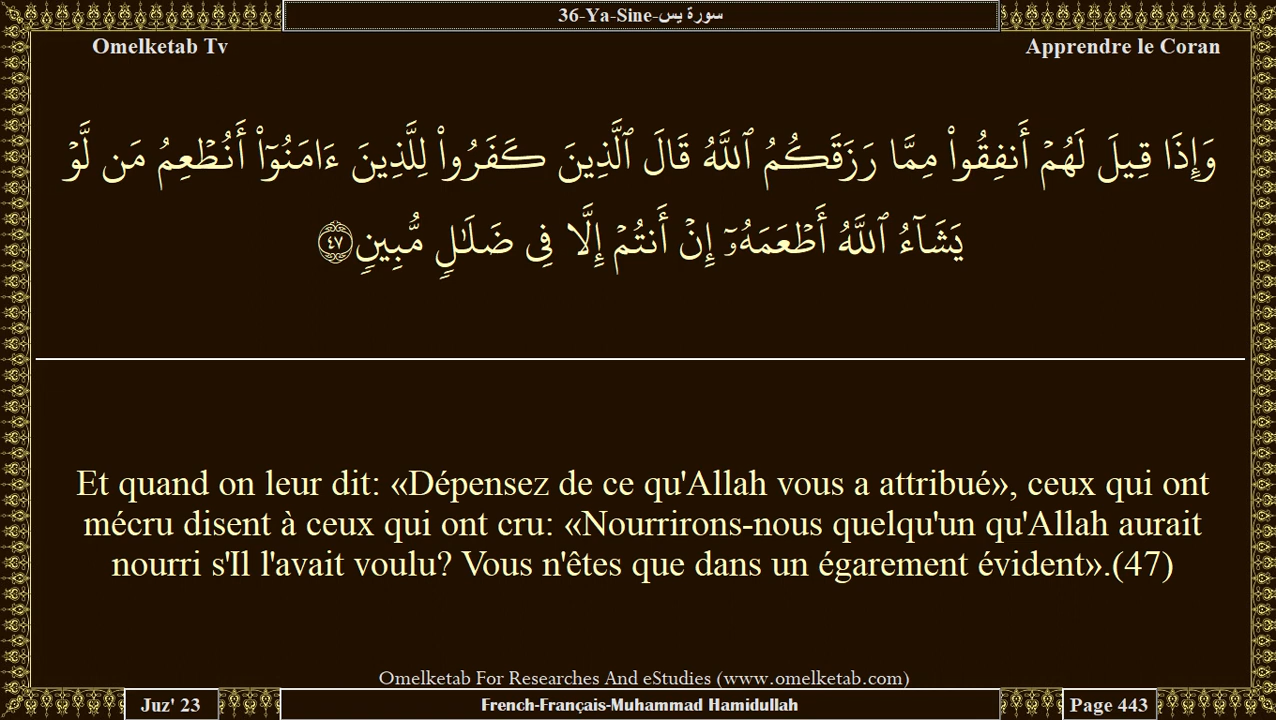 36-Ya-Sine-سورة يس
Omelketab Tv
Apprendre le Coran
وَإِذَا قِيلَ لَهُمۡ أَنفِقُواْ مِمَّا رَزَقَكُمُ ٱللَّهُ قَالَ ٱلَّذِينَ كَفَرُواْ لِلَّذِينَ ءَامَنُوٓاْ أَنُطۡعِمُ مَن لَّوۡ
يَشَآءُ ٱللَّهُ أَطۡعَمَهُۥٓ إِنۡ أَنتُمۡ إِلَّا فِي ضَلَٰلٖ مُّبِينٖ ٤٧
Et quand on leur dit: «Dépensez de ce qu'Allah vous a attribué», ceux qui ont
mécru disent à ceux qui ont cru: «Nourrirons-nous quelqu'un qu'Allah aurait
nourri s'Il l'avait voulu? Vous n'êtes que dans un égarement évident».(47)
Omelketab For Researches And eStudies (www.omelketab.com)
Juz' 23
French-Français-Muhammad Hamidullah
Page 443